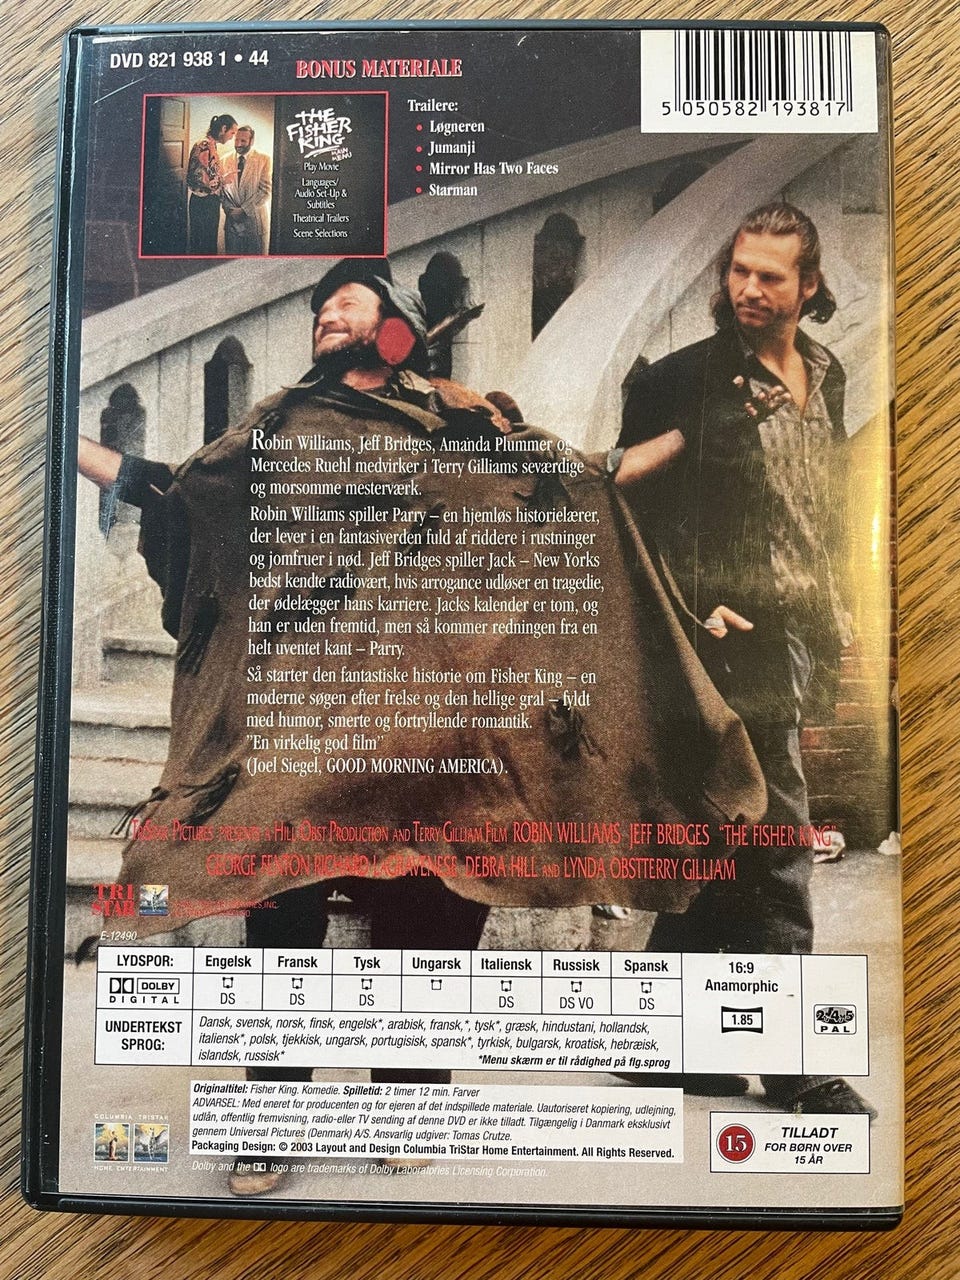 DVD 821 938 1 • 44
BONUS MATERIALE
5 050582 193817
THE
FISHER
KING
MAIN
MENU
Play Movie
Languages/
Audio Set-Up &
Subtitles
Theatrical Trailers
Scene Selections
Trailere:
• Løgneren
• Jumanji
• Mirror Has Two Faces
• Starman
Robin Williams, Jeff Bridges, Amanda Plummer og
Mercedes Ruehl medvirker i Terry Gilliams seværdige
og morsomme mesterværk.
Robin Williams spiller Parry – en hjemløs historielærer,
der lever i en fantasiverden fuld af riddere i rustninger
og jomfruer i nød. Jeff Bridges spiller Jack – New Yorks
bedst kendte radiovært, hvis arrogance udløser en tragedie,
der ødelægger hans karriere. Jacks kalender er tom, og
han er uden fremtid, men så kommer redningen fra en
helt uventet kant – Parry.
Så starter den fantastiske historie om Fisher King – en
moderne søgen efter frelse og den hellige gral – fyldt
med humor, smerte og fortryllende romantik.
"En virkelig god film"
(Joel Siegel, GOOD MORNING AMERICA).
TRISTAR PICTURES PRESENTS A HILL/OBST PRODUCTION AND TERRY GILLIAM FILM ROBIN WILLIAMS JEFF BRIDGES "THE FISHER KING"
GEORGE FENTON RICHARD LAGRAVENESE DEBRA HILL AND LYNDA OBSTTERRY GILLIAM
TRI
STAR
E-12490
LYDSPOR: Engelsk Fransk Tysk Ungarsk Italiensk Russisk Spansk
DOLBY
DIGITAL
DS DS DS DS DS VO DS
UNDERTEKST
SPROG:
Dansk, svensk, norsk, finsk, engelsk*, arabisk, fransk,*, tysk*, græsk, hindustani, hollandsk,
italiensk*, polsk, tjekkisk, ungarsk, portugisisk, spansk*, tyrkisk, bulgarsk, kroatisk, hebræisk,
islandsk, russisk*
*Menu skærm er til rådighed på flg.sprog
16:9
Anamorphic
1.85
2 4 5
PAL
Originaltitel: Fisher King. Komedie. Spilletid: 2 timer 12 min. Farver
ADVARSEL: Med eneret for producenten og for ejeren af det indspillede materiale. Uautoriseret kopiering, udlejning,
udlån, offentlig fremvisning, radio-eller TV sending af denne DVD er ikke tilladt. Tilgængelig i Danmark eksklusivt
gennem Universal Pictures (Denmark) A/S. Ansvarlig udgiver: Tomas Crutze.
Packaging Design: © 2003 Layout and Design Columbia TriStar Home Entertainment. All Rights Reserved.
Dolby and the DD logo are trademarks of Dolby Laboratories Licensing Corporation.
COLUMBIA TRISTAR
HOME ENTERTAINMENT
15
TILLADT
FOR BØRN OVER
15 ÅR